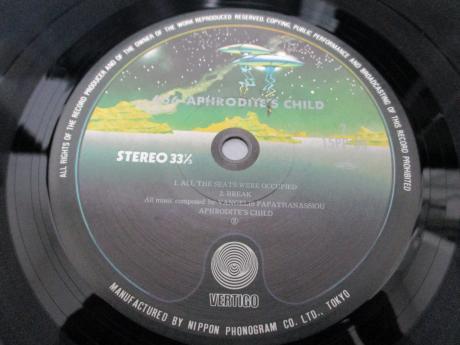 ALL RIGHTS OF THE RECORD PRODUCER AND OF THE OWNER OF THE WORK REPRODUCED RESERVED. COPYING, PUBLIC PERFORMANCE AND BROADCASTING OF THIS RECORD PROHIBITED
666-APHRODITE'S CHILD
STEREO 33⅓
1. ALL THE SEATS WERE OCCUPIED
2. BREAK
All music composed by VANGELIS PAPATHANASSIOU
APHRODITE'S CHILD
VERTIGO
MANUFACTURED BY NIPPON PHONOGRAM CO. LTD., TOKYO